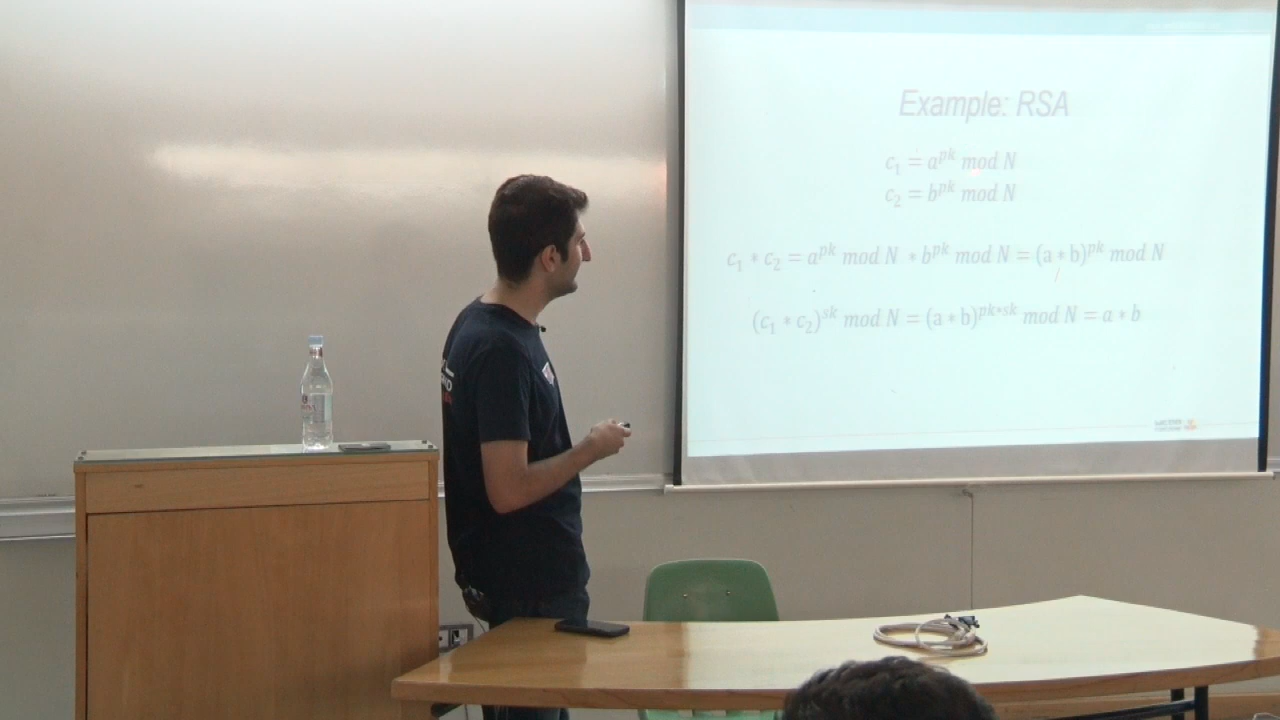 Example: RSA
c₁ = a^{pk} mod N
c₂ = b^{pk} mod N
c₁ * c₂ = a^{pk} mod N * b^{pk} mod N = (a * b)^{pk} mod N
(c₁ * c₂)^{sk} mod N = (a * b)^{pk*sk} mod N = a * b